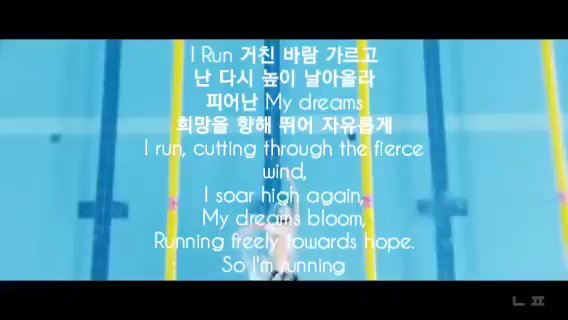 I Run 거친 바람 가르고
난 다시 높이 날아올라
피어난 My dreams
희망을 향해 뛰어 자유롭게
I run, cutting through the fierce
wind,
I soar high again,
My dreams bloom,
Running freely towards hope.
So I'm running
ㄴㅍ